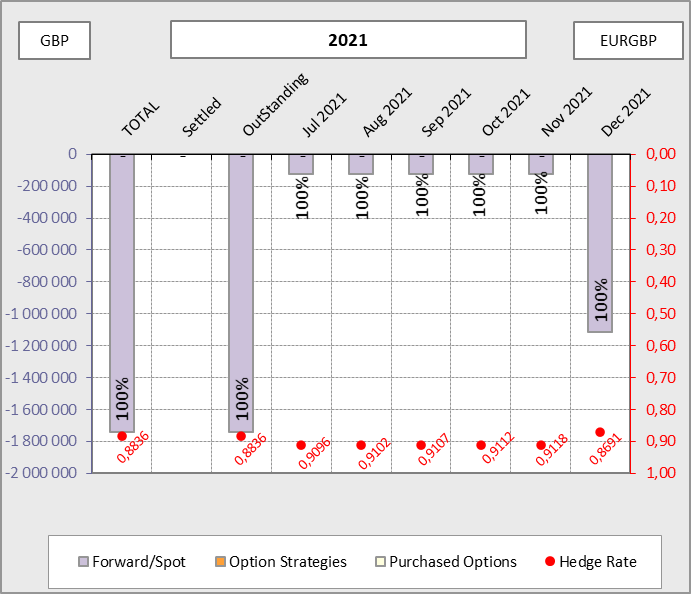 GBP
2021
EURGBP
TOTAL
Settled
OutStanding
Jul 2021
Aug 2021
Sep 2021
Oct 2021
Nov 2021
Dec 2021
0
-200 000
-400 000
-600 000
-800 000
-1 000 000
-1 200 000
-1 400 000
-1 600 000
-1 800 000
-2 000 000
100%
100%
100%
100%
100%
100%
100%
100%
0,8836
0,8836
0,9096
0,9102
0,9107
0,9112
0,9118
0,8691
0,00
0,10
0,20
0,30
0,40
0,50
0,60
0,70
0,80
0,90
1,00
Forward/Spot
Option Strategies
Purchased Options
Hedge Rate